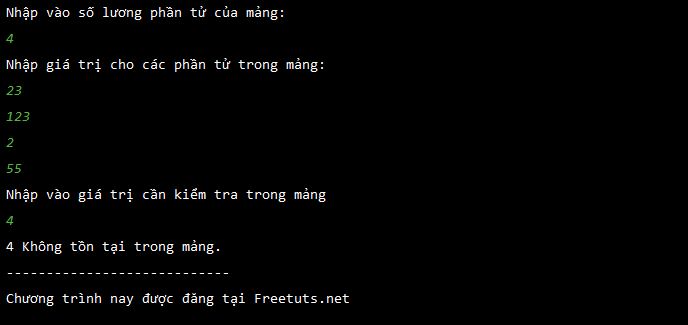 Nhập vào số lương phần tử của mảng:
4
Nhập giá trị cho các phần tử trong mảng:
23
123
2
55
Nhập vào giá trị cần kiểm tra trong mảng
4
4 Không tồn tại trong mảng.
----------------------------
Chương trình nay được đăng tại Freetuts.net